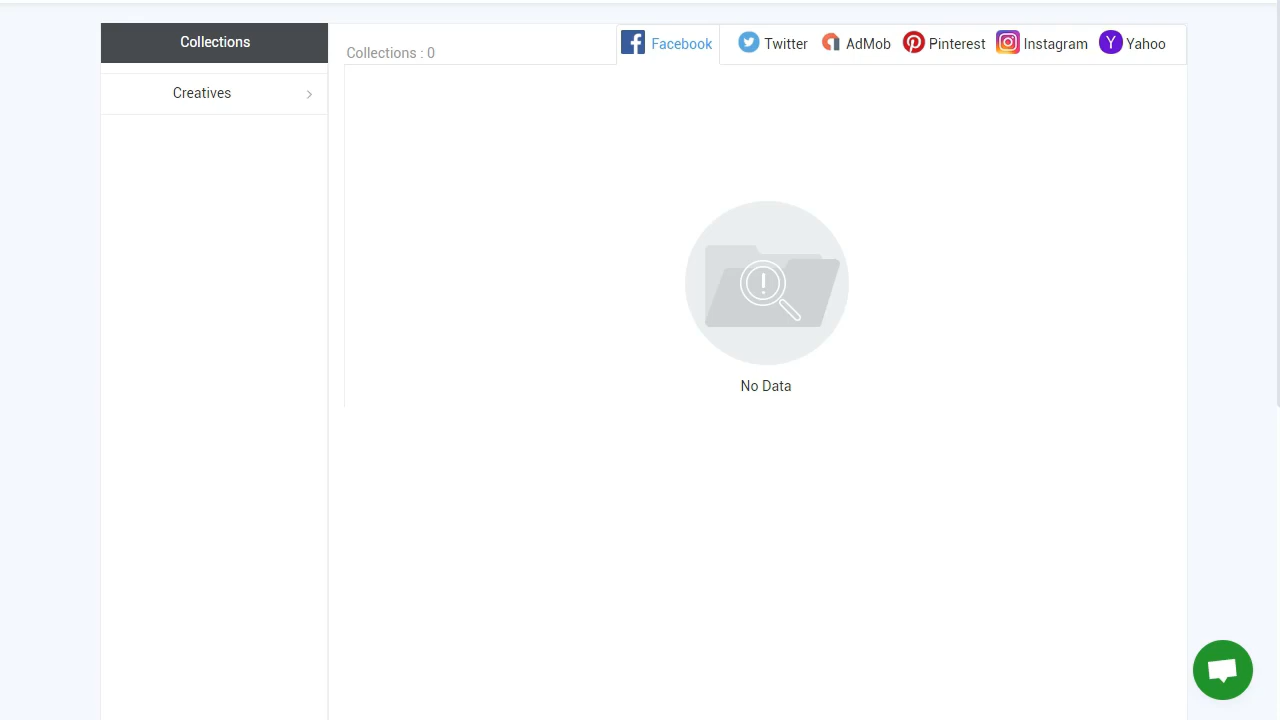 Collections
Creatives
Collections : 0
Facebook
Twitter
AdMob
Pinterest
Instagram
Y Yahoo
No Data